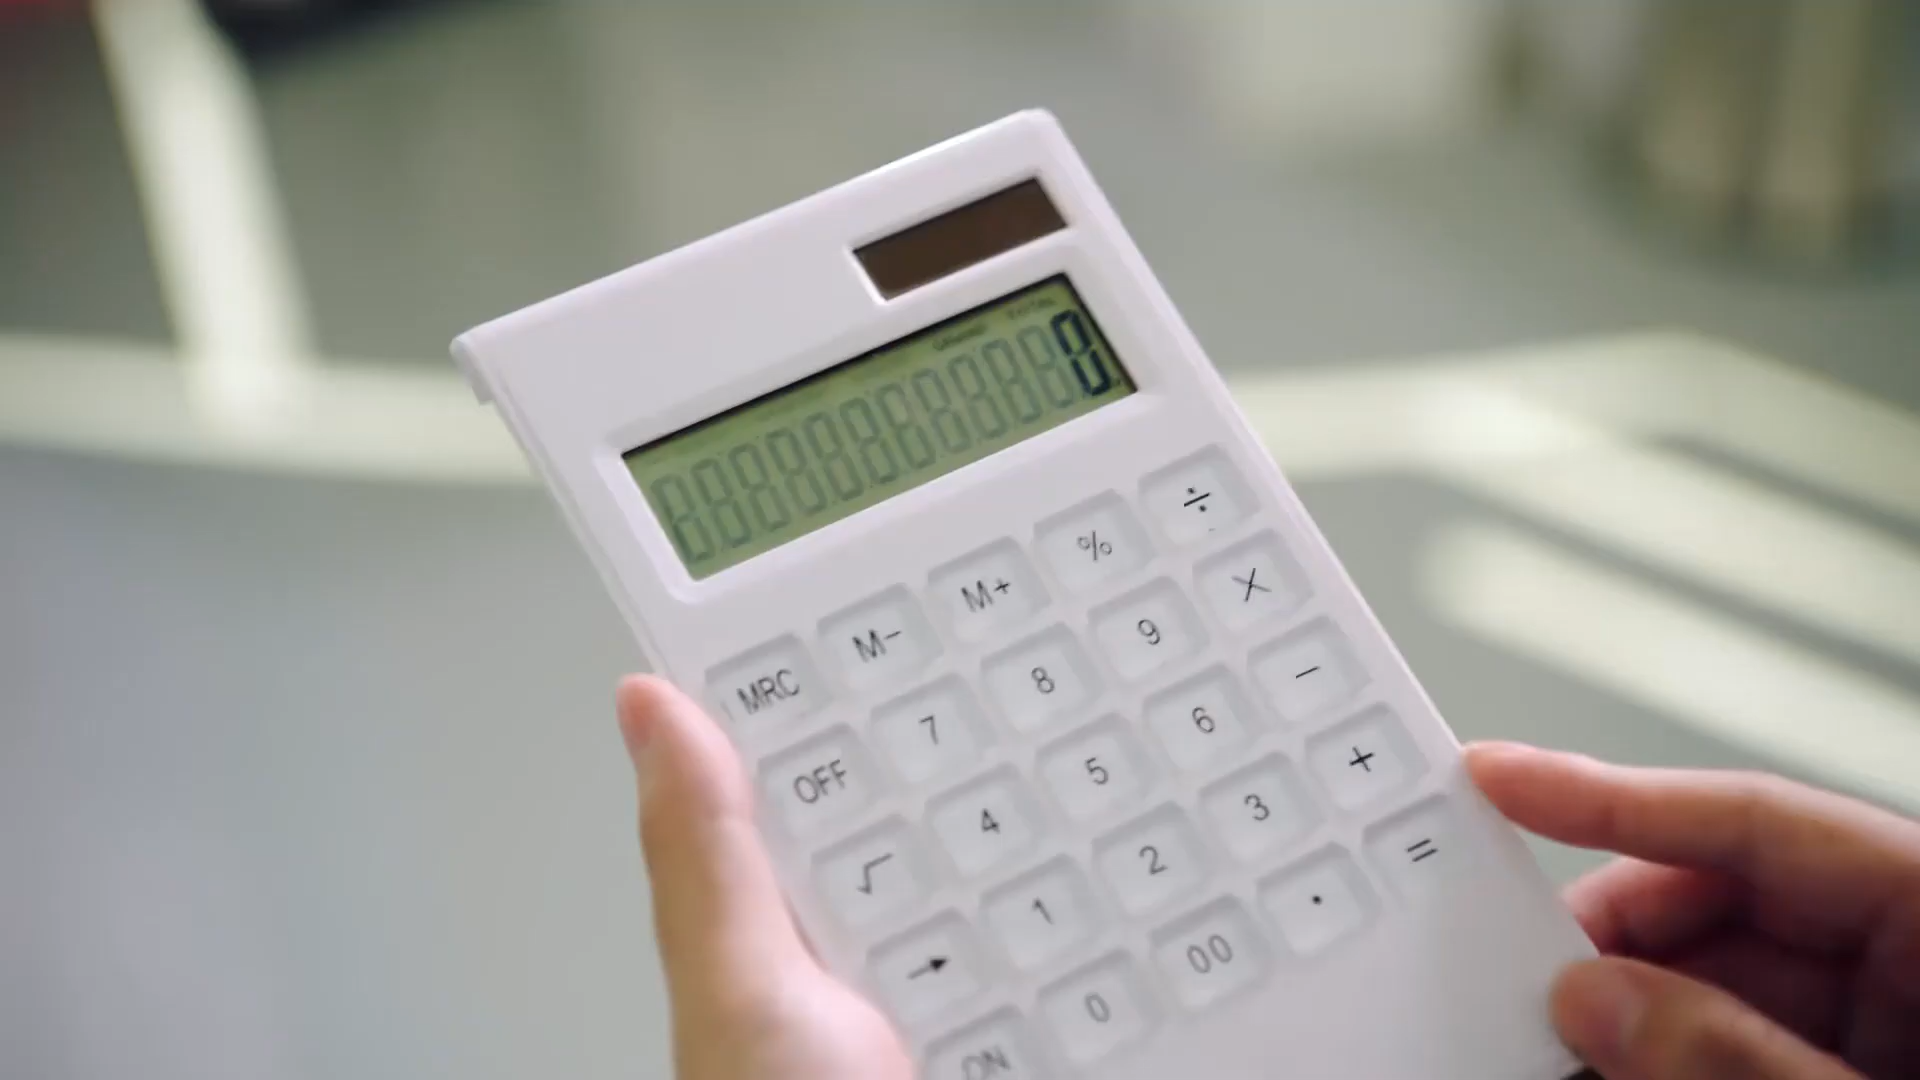 0
MRC M− M+ % ÷
OFF 7 8 9 ×
√ 4 5 6 −
→ 1 2 3 +
ON 0 00 . =